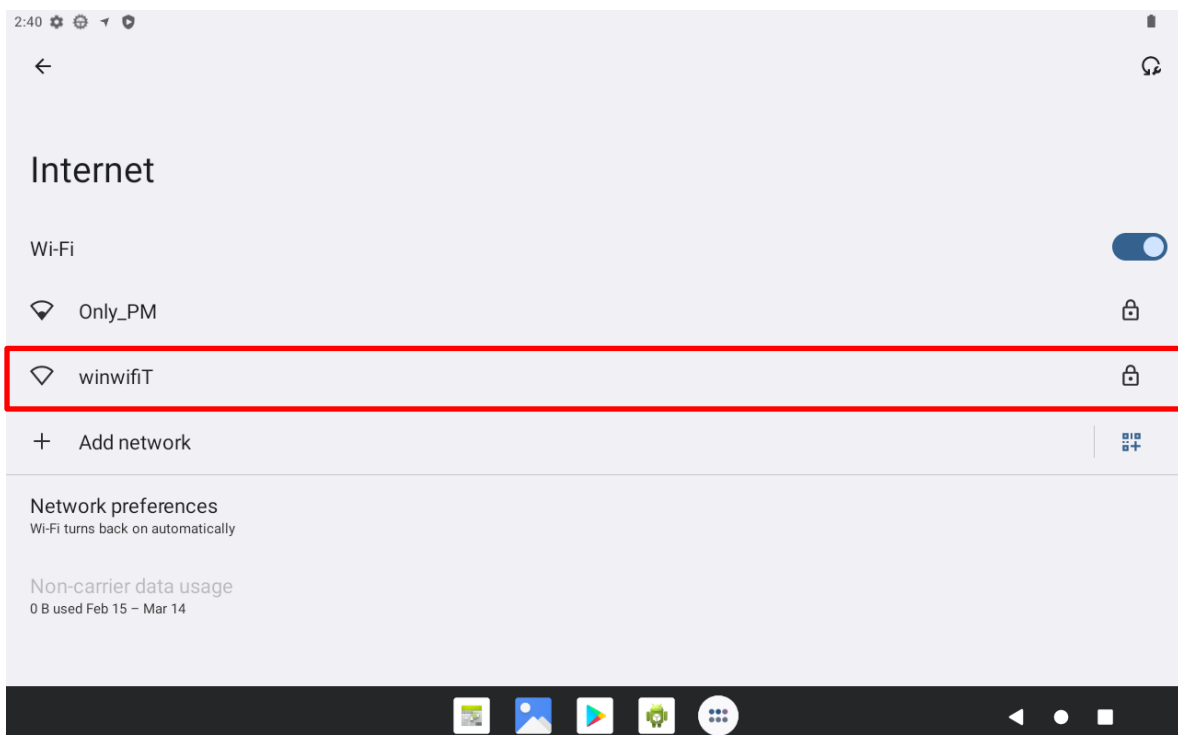 2:40
Internet
Wi-Fi
Only_PM
winwifiT
Add network
Network preferences
Wi-Fi turns back on automatically
Non-carrier data usage
0 B used Feb 15 – Mar 14